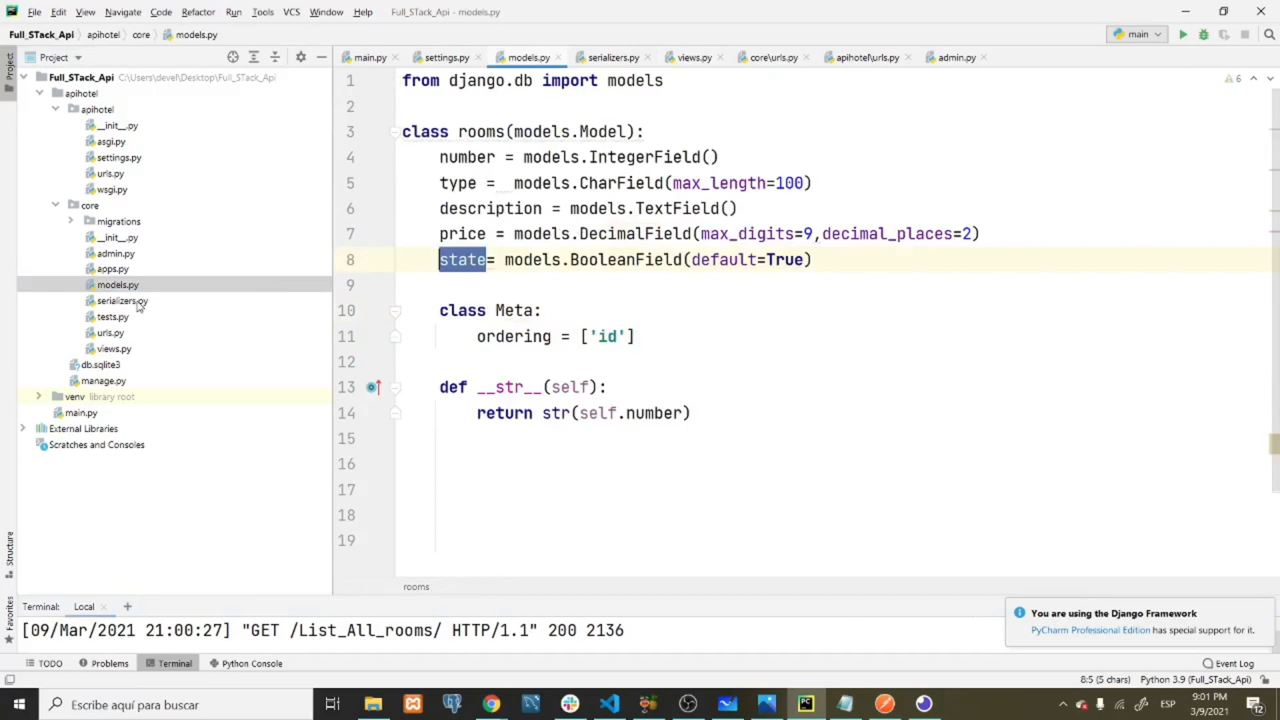 File Edit View Navigate Code Refactor Run Tools VCS Window Help Full_STack_Api - models.py
Full_STack_Api apihotel core models.py main
Project main.py settings.py models.py serializers.py views.py core\urls.py apihotel\urls.py admin.py
Project
Full_STack_Api C:\Users\devel\Desktop\Full_STack_Api
apihotel
apihotel
__init__.py
asgi.py
settings.py
urls.py
wsgi.py
core
migrations
__init__.py
admin.py
apps.py
models.py
serializers.py
tests.py
urls.py
views.py
db.sqlite3
manage.py
venv library root
main.py
External Libraries
Scratches and Consoles
Structure
Favorites
6
1 from django.db import models
2
3 class rooms(models.Model):
4 number = models.IntegerField()
5 type = models.CharField(max_length=100)
6 description = models.TextField()
7 price = models.DecimalField(max_digits=9,decimal_places=2)
8 state= models.BooleanField(default=True)
9
10 class Meta:
11 ordering = ['id']
12
13 def __str__(self):
14 return str(self.number)
15
16
17
18
19
rooms
Terminal: Local
[09/Mar/2021 21:00:27] "GET /List_All_rooms/ HTTP/1.1" 200 2136
You are using the Django Framework
PyCharm Professional Edition has special support for it.
TODO Problems Terminal Python Console Event Log
8:5 (5 chars) Python 3.9 (Full_STack_Api)
Escribe aquí para buscar
ESP
9:01 PM
3/9/2021